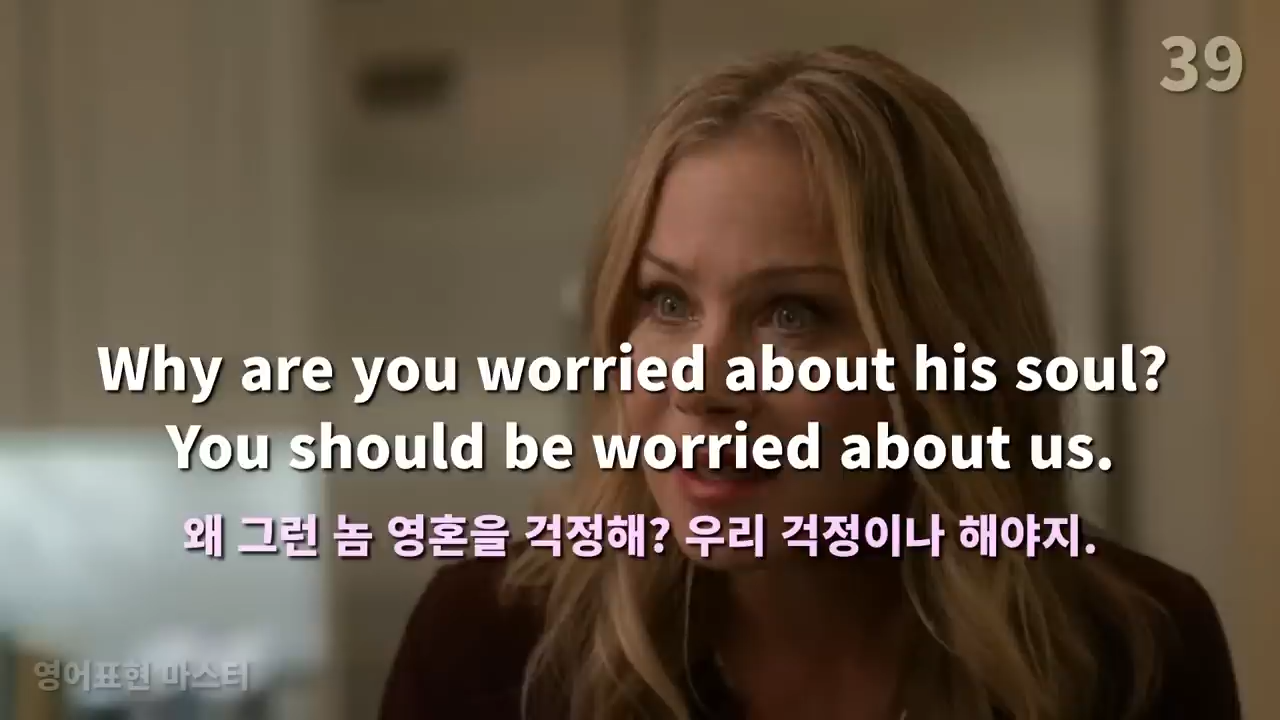 39
Why are you worried about his soul?
You should be worried about us.
왜 그런 놈 영혼을 걱정해? 우리 걱정이나 해야지.
영어표현 마스터